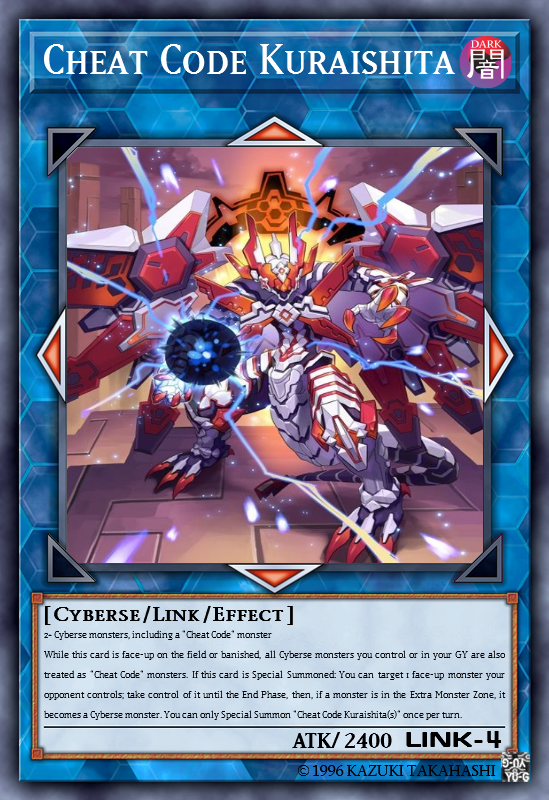 Cheat Code Kuraishita
DARK
闇
[Cyberse/Link/Effect]
2+ Cyberse monsters, including a "Cheat Code" monster
While this card is face-up on the field or banished, all Cyberse monsters you control or in your GY are also
treated as "Cheat Code" monsters. If this card is Special Summoned: You can target 1 face-up monster your
opponent controls; take control of it until the End Phase, then, if a monster is in the Extra Monster Zone, it
becomes a Cyberse monster. You can only Special Summon "Cheat Code Kuraishita(s)" once per turn.
ATK/ 2400 LINK-4
©1996 KAZUKI TAKAHASHI